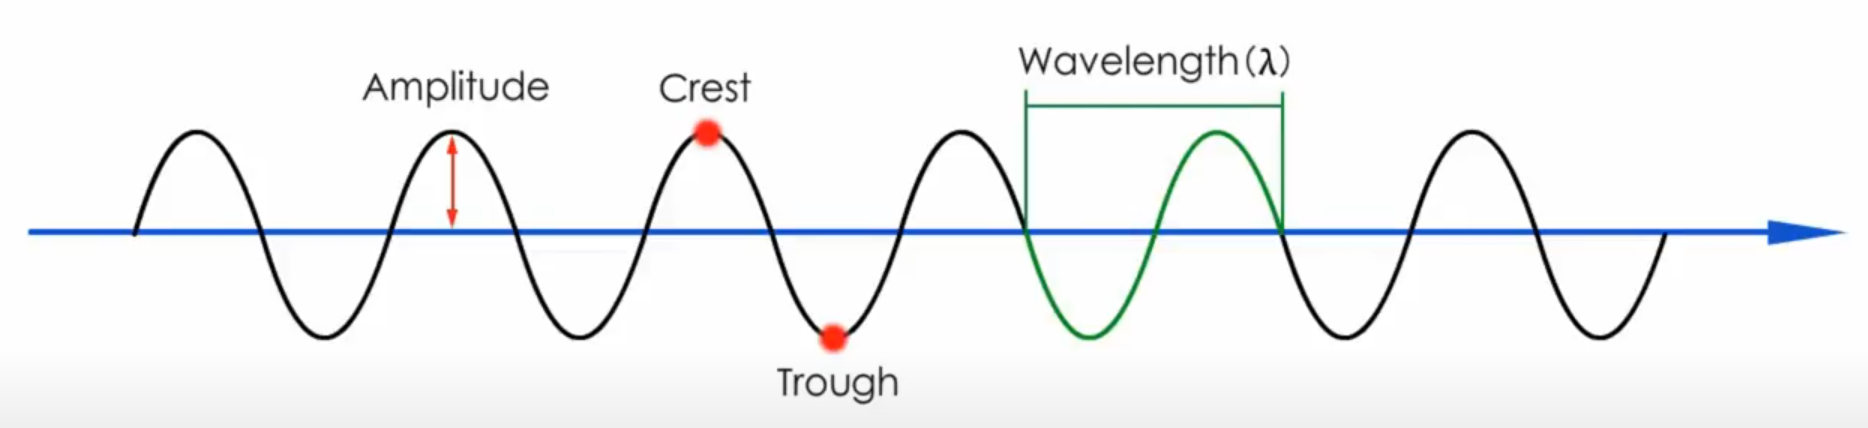 Amplitude
Crest
Wavelength(λ)
Trough